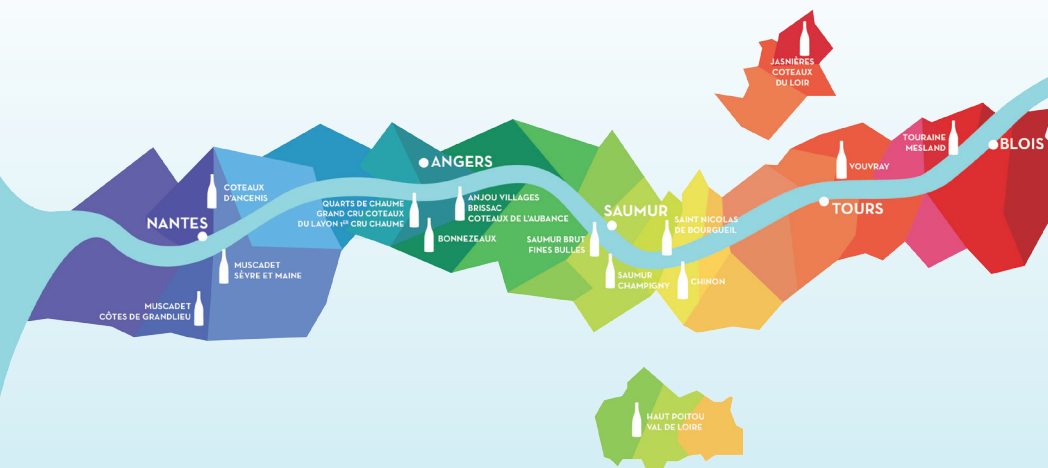 JASNIÈRES
COTEAUX
DU LOIR
TOURAINE
MESLAND
BLOIS
ANGERS
VOUVRAY
COTEAUX
D'ANCENIS
QUARTS DE CHAUME
GRAND CRU COTEAUX
DU LAYON 1ER CRU CHAUME
ANJOU VILLAGES
BRISSAC
COTEAUX DE L'AUBANCE
TOURS
SAUMUR
NANTES
SAINT NICOLAS
DE BOURGUEIL
BONNEZEAUX
SAUMUR BRUT
FINES BULLES
MUSCADET
SÈVRE ET MAINE
SAUMUR
CHAMPIGNY
CHINON
MUSCADET
CÔTES DE GRANDLIEU
HAUT POITOU
VAL DE LOIRE